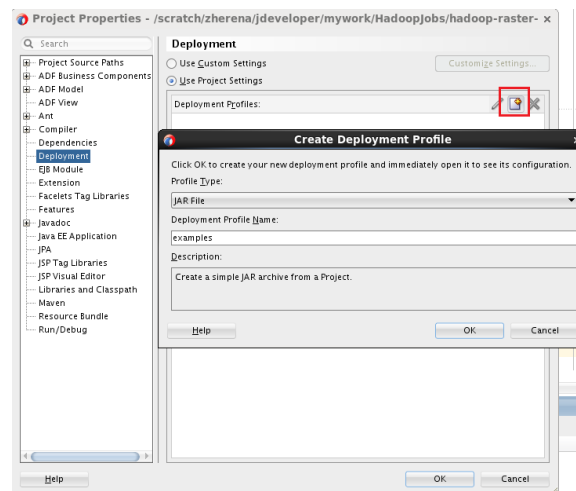 Project Properties - /scratch/zherena/jdeveloper/mywork/HadoopJobs/hadoop-raster-
Search
Project Source Paths
ADF Business Components
ADF Model
ADF View
Ant
Compiler
Dependencies
Deployment
EJB Module
Extension
Facelets Tag Libraries
Features
Javadoc
Java EE Application
JPA
JSP Tag Libraries
JSP Visual Editor
Libraries and Classpath
Maven
Resource Bundle
Run/Debug
Deployment
Use Custom Settings
Customize Settings...
Use Project Settings
Deployment Profiles:
Create Deployment Profile
Click OK to create your new deployment profile and immediately open it to see its configuration.
Profile Type:
JAR File
Deployment Profile Name:
examples
Description:
Create a simple JAR archive from a Project.
Help
OK
Cancel
Help
OK
Cancel